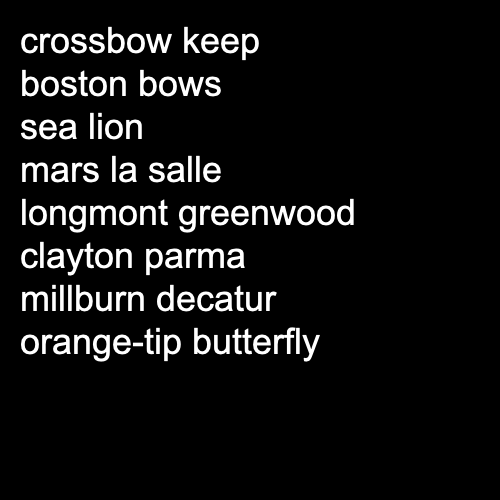 crossbow keep
boston bows
sea lion
mars la salle
longmont greenwood
clayton parma
millburn decatur
orange-tip butterfly